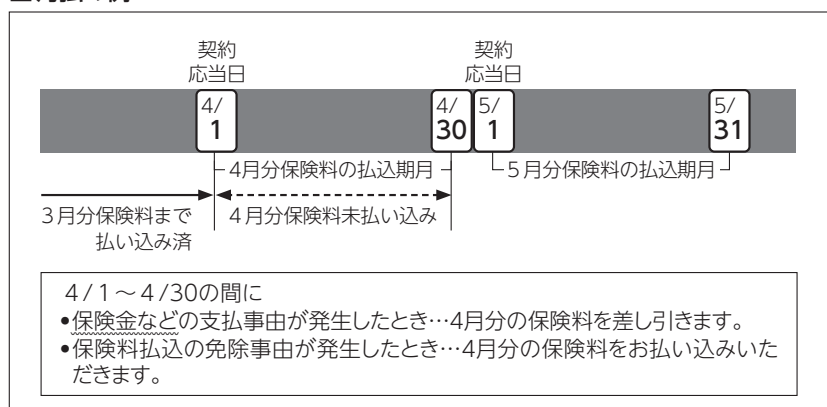 契約
応当日
契約
応当日
4/
1
4/
30
5/
1
5/
31
4月分保険料の払込期月
5月分保険料の払込期月
3月分保険料まで
払い込み済
4月分保険料未払い込み
4/1~4/30の間に
•保険金などの支払事由が発生したとき…4月分の保険料を差し引きます。
•保険料払込の免除事由が発生したとき…4月分の保険料をお払い込みいた
だきます。